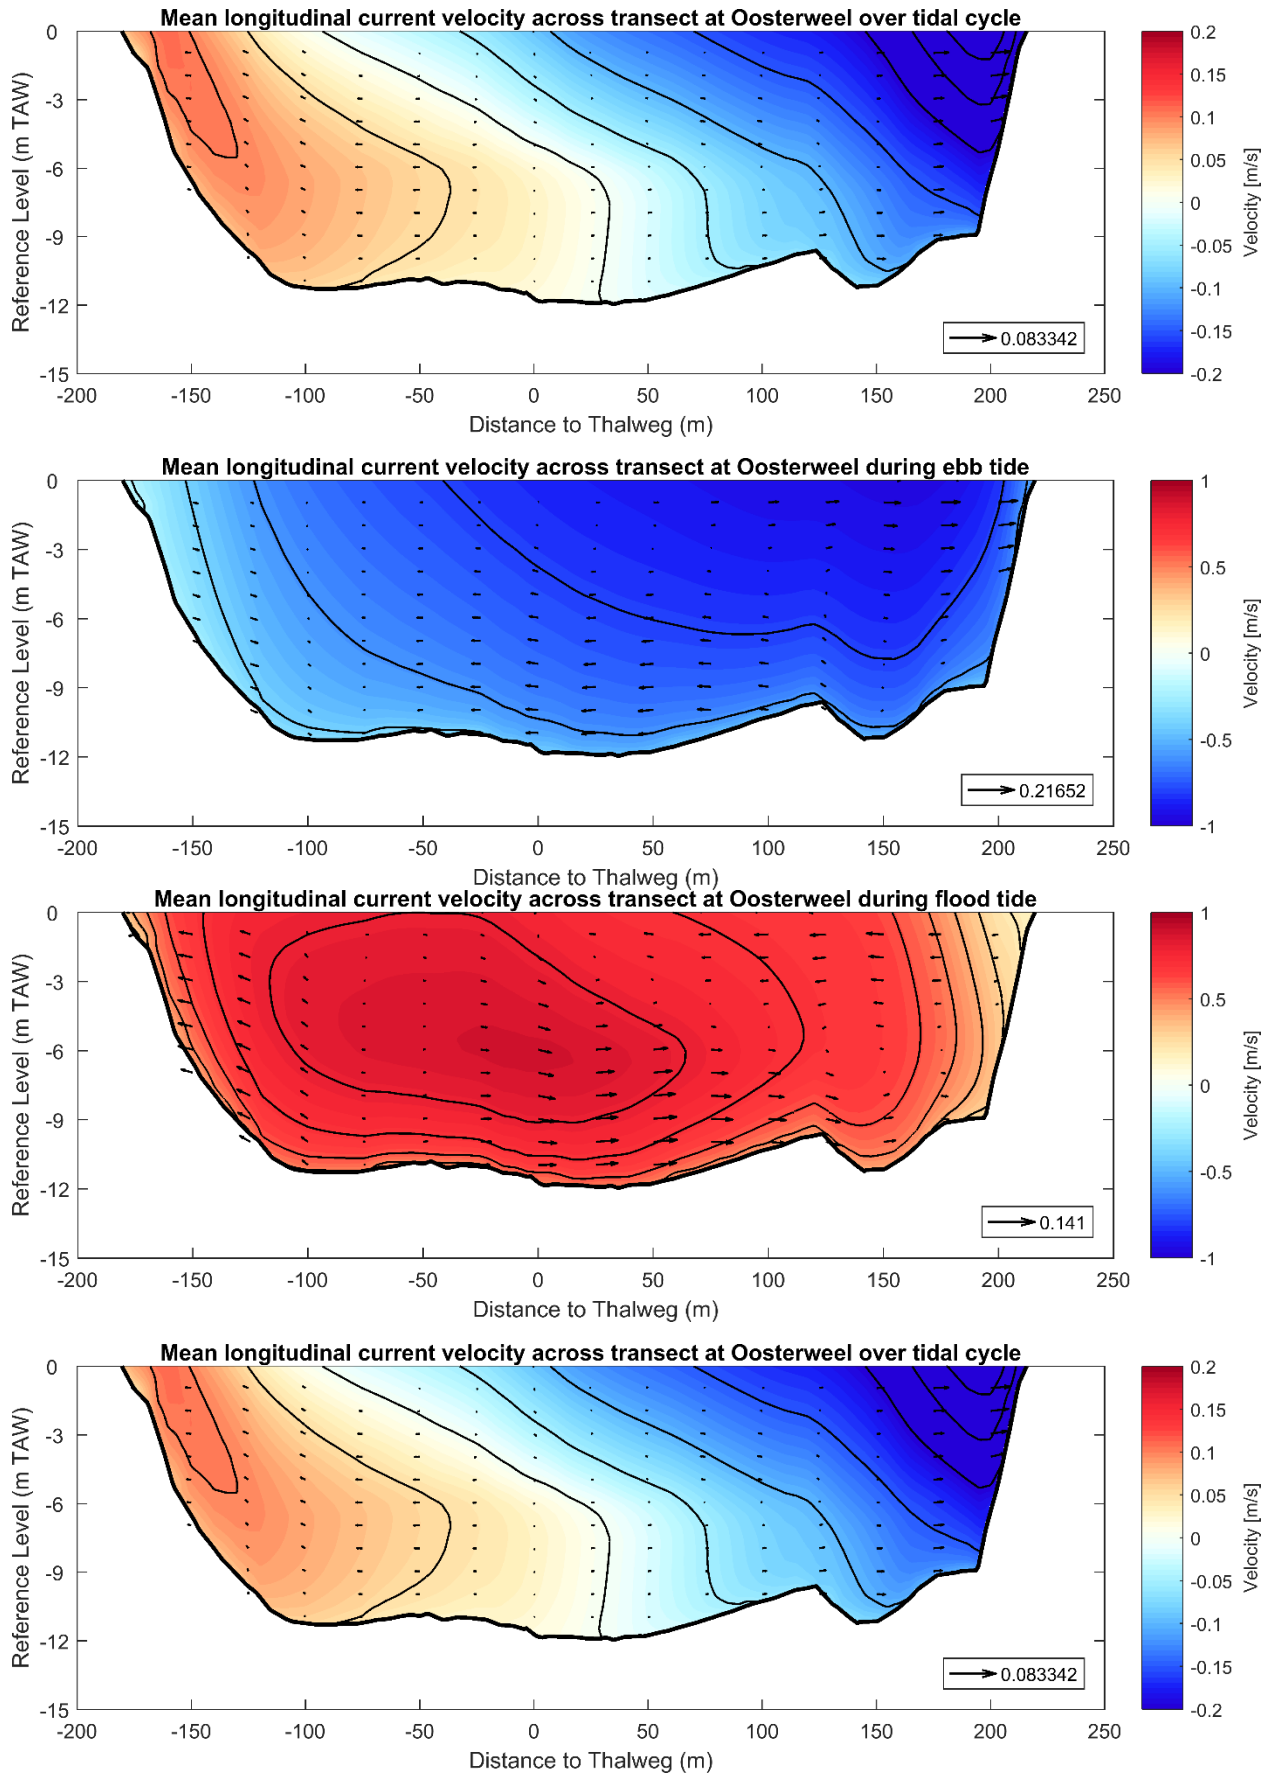 Mean longitudinal current velocity across transect at Oosterweel over tidal cycle
0
-3
-6
-9
-12
-15
Reference Level (m TAW)
-200 -150 -100 -50 0 50 100 150 200 250
Distance to Thalweg (m)
0.083342
0.2
0.15
0.1
0.05
0
-0.05
-0.1
-0.15
-0.2
Velocity [m/s]
Mean longitudinal current velocity across transect at Oosterweel during ebb tide
0
-3
-6
-9
-12
-15
Reference Level (m TAW)
-200 -150 -100 -50 0 50 100 150 200 250
Distance to Thalweg (m)
0.21652
1
0.5
0
-0.5
-1
Velocity [m/s]
Mean longitudinal current velocity across transect at Oosterweel during flood tide
0
-3
-6
-9
-12
-15
Reference Level (m TAW)
-200 -150 -100 -50 0 50 100 150 200 250
Distance to Thalweg (m)
0.141
1
0.5
0
-0.5
-1
Velocity [m/s]
Mean longitudinal current velocity across transect at Oosterweel over tidal cycle
0
-3
-6
-9
-12
-15
Reference Level (m TAW)
-200 -150 -100 -50 0 50 100 150 200 250
Distance to Thalweg (m)
0.083342
0.2
0.15
0.1
0.05
0
-0.05
-0.1
-0.15
-0.2
Velocity [m/s]